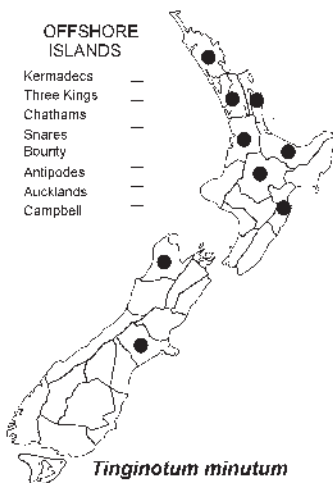 OFFSHORE
ISLANDS
Kermadecs —
Three Kings —
Chathams —
Snares —
Bounty
Antipodes —
Aucklands —
Campbell —
Tinginotum minutum